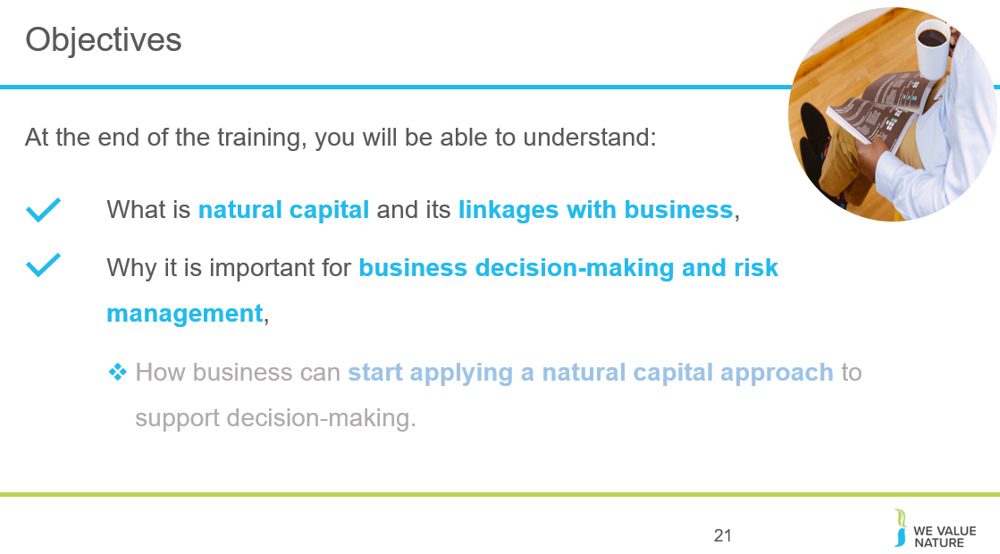 Objectives
At the end of the training, you will be able to understand:
What is natural capital and its linkages with business,
Why it is important for business decision-making and risk
management,
How business can start applying a natural capital approach to
support decision-making.
21
WE VALUE
NATURE